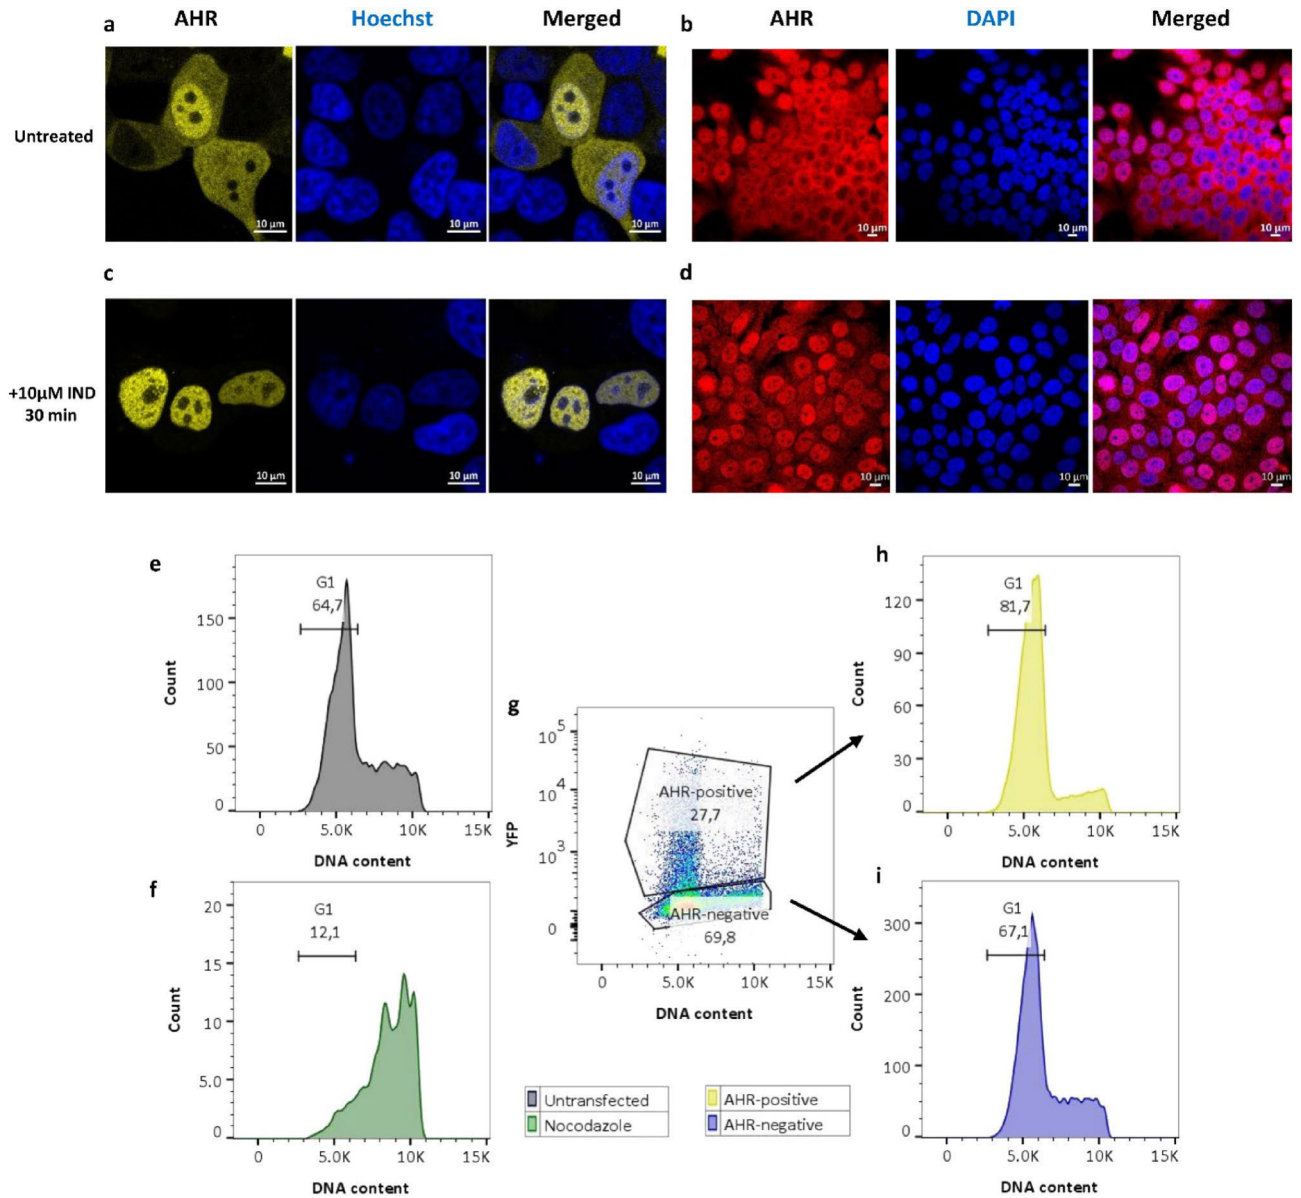 AHR Hoechst Merged AHR DAPI Merged
a b
Untreated
10 µm 10 µm 10 µm 10 µm 10 µm 10 µm
c d
+10µM IND
30 min
10 µm 10 µm 10 µm 10 µm 10 µm 10 µm
e
G1
64,7
150
100
50
0
Count
0 5.0K 10K 15K
DNA content
f
G1
12,1
20
15
10
5.0
0
Count
0 5.0K 10K 15K
DNA content
g
10^5
10^4
10^3
0
YFP
AHR-positive
27,7
AHR-negative
69,8
0 5.0K 10K 15K
DNA content
h
G1
81,7
120
90
60
30
0
Count
0 5.0K 10K 15K
DNA content
i
G1
67,1
300
200
100
0
Count
0 5.0K 10K 15K
DNA content
Untransfected
Nocodazole
AHR-positive
AHR-negative